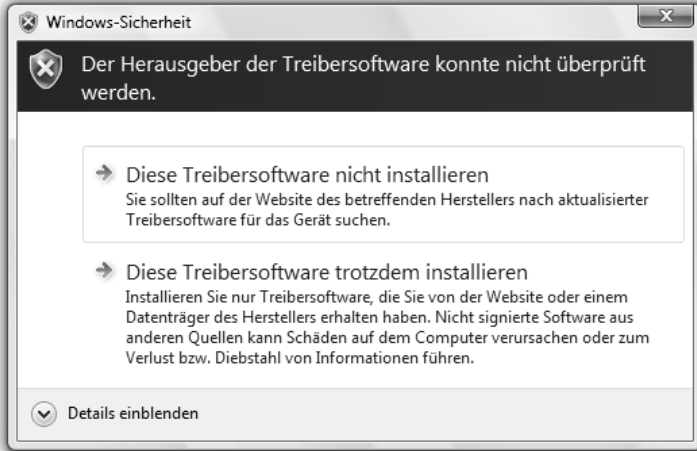 Windows-Sicherheit
Der Herausgeber der Treibersoftware konnte nicht überprüft
werden.
Diese Treibersoftware nicht installieren
Sie sollten auf der Website des betreffenden Herstellers nach aktualisierter
Treibersoftware für das Gerät suchen.
Diese Treibersoftware trotzdem installieren
Installieren Sie nur Treibersoftware, die Sie von der Website oder einem
Datenträger des Herstellers erhalten haben. Nicht signierte Software aus
anderen Quellen kann Schäden auf dem Computer verursachen oder zum
Verlust bzw. Diebstahl von Informationen führen.
Details einblenden